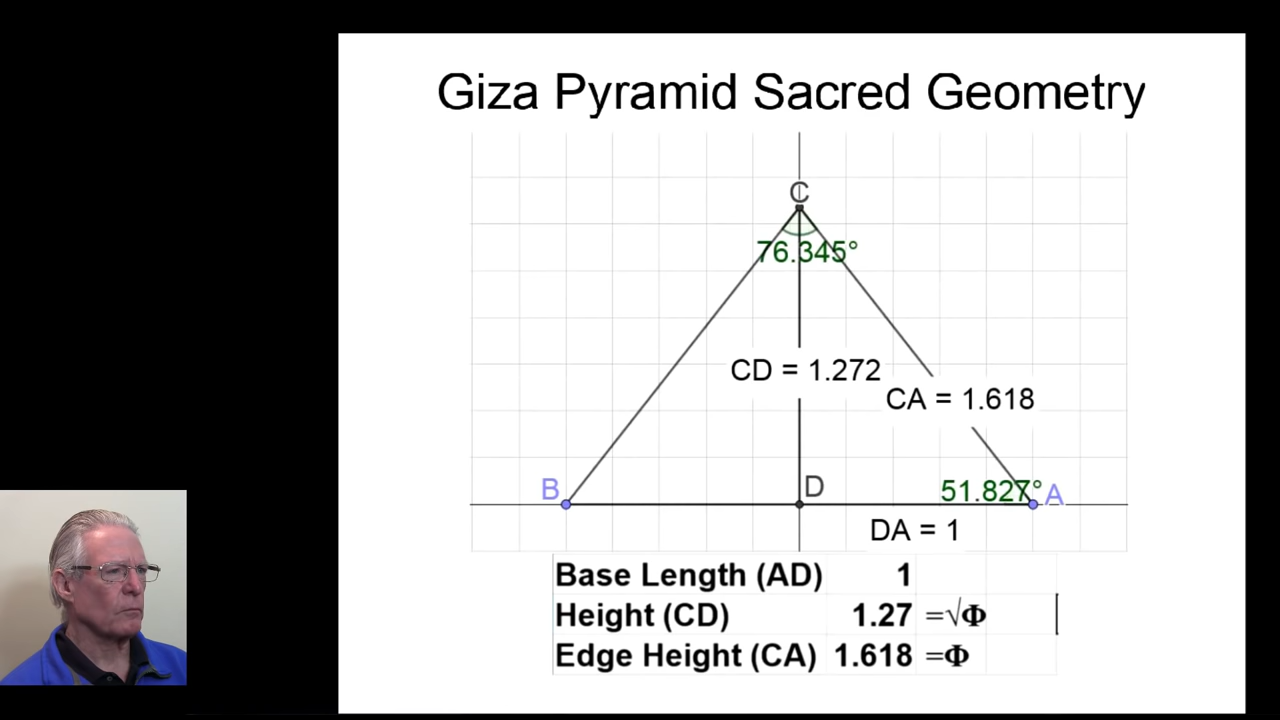 Giza Pyramid Sacred Geometry
C
76.345°
CD = 1.272
CA = 1.618
B
D
51.827°
A
DA = 1
Base Length (AD) 1
Height (CD) 1.27 =√Φ
Edge Height (CA) 1.618 =Φ